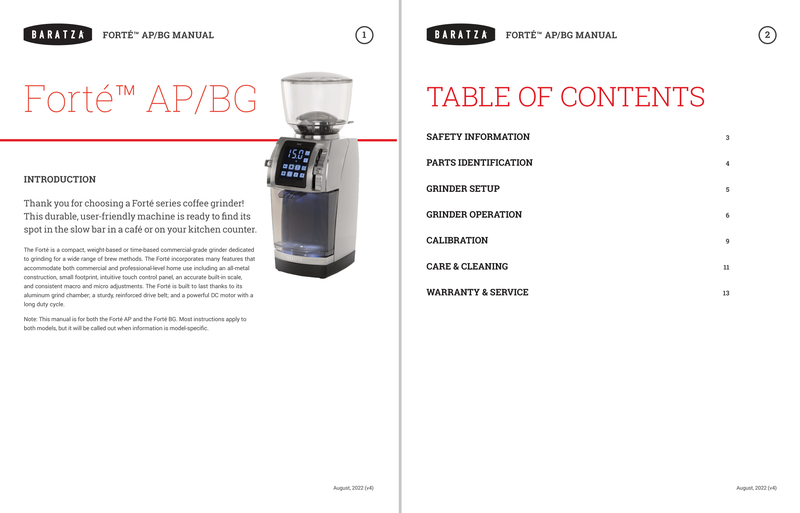 BARATZA
FORTÉ™ AP/BG MANUAL
1
Forté™ AP/BG
15.0
INTRODUCTION
Thank you for choosing a Forté series coffee grinder!
This durable, user-friendly machine is ready to find its
spot in the slow bar in a café or on your kitchen counter.
The Forté is a compact, weight-based or time-based commercial-grade grinder dedicated
to grinding for a wide range of brew methods. The Forté incorporates many features that
accommodate both commercial and professional-level home use including an all-metal
construction, small footprint, intuitive touch control panel, an accurate built-in scale,
and consistent macro and micro adjustments. The Forté is built to last thanks to its
aluminum grind chamber; a sturdy, reinforced drive belt; and a powerful DC motor with a
long duty cycle.
Note: This manual is for both the Forté AP and the Forté BG. Most instructions apply to
both models, but it will be called out when information is model-specific.
August, 2022 (v4)
BARATZA
FORTÉ™ AP/BG MANUAL
2
TABLE OF CONTENTS
SAFETY INFORMATION 3
PARTS IDENTIFICATION 4
GRINDER SETUP 5
GRINDER OPERATION 6
CALIBRATION 9
CARE & CLEANING 11
WARRANTY & SERVICE 13
August, 2022 (v4)